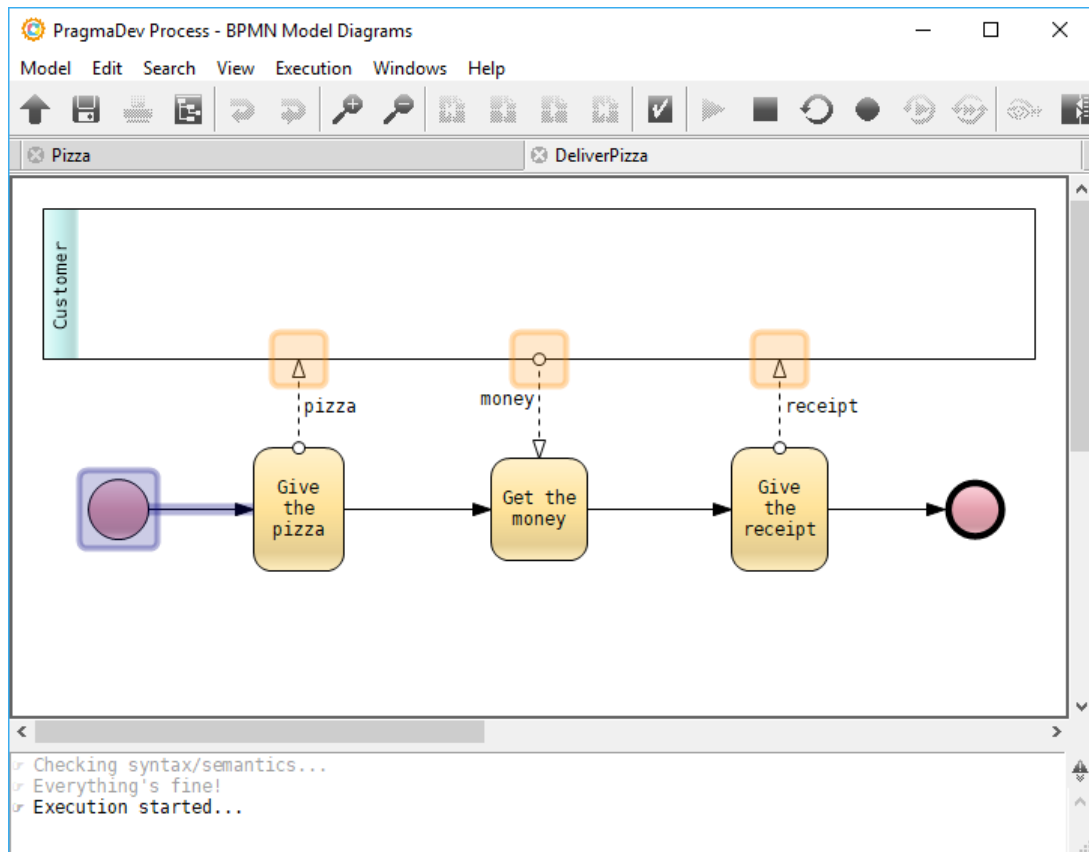 PragmaDev Process - BPMN Model Diagrams
Model Edit Search View Execution Windows Help
Pizza
DeliverPizza
Customer
pizza
money
receipt
Give
the
pizza
Get the
money
Give
the
receipt
Checking syntax/semantics...
Everything's fine!
Execution started...